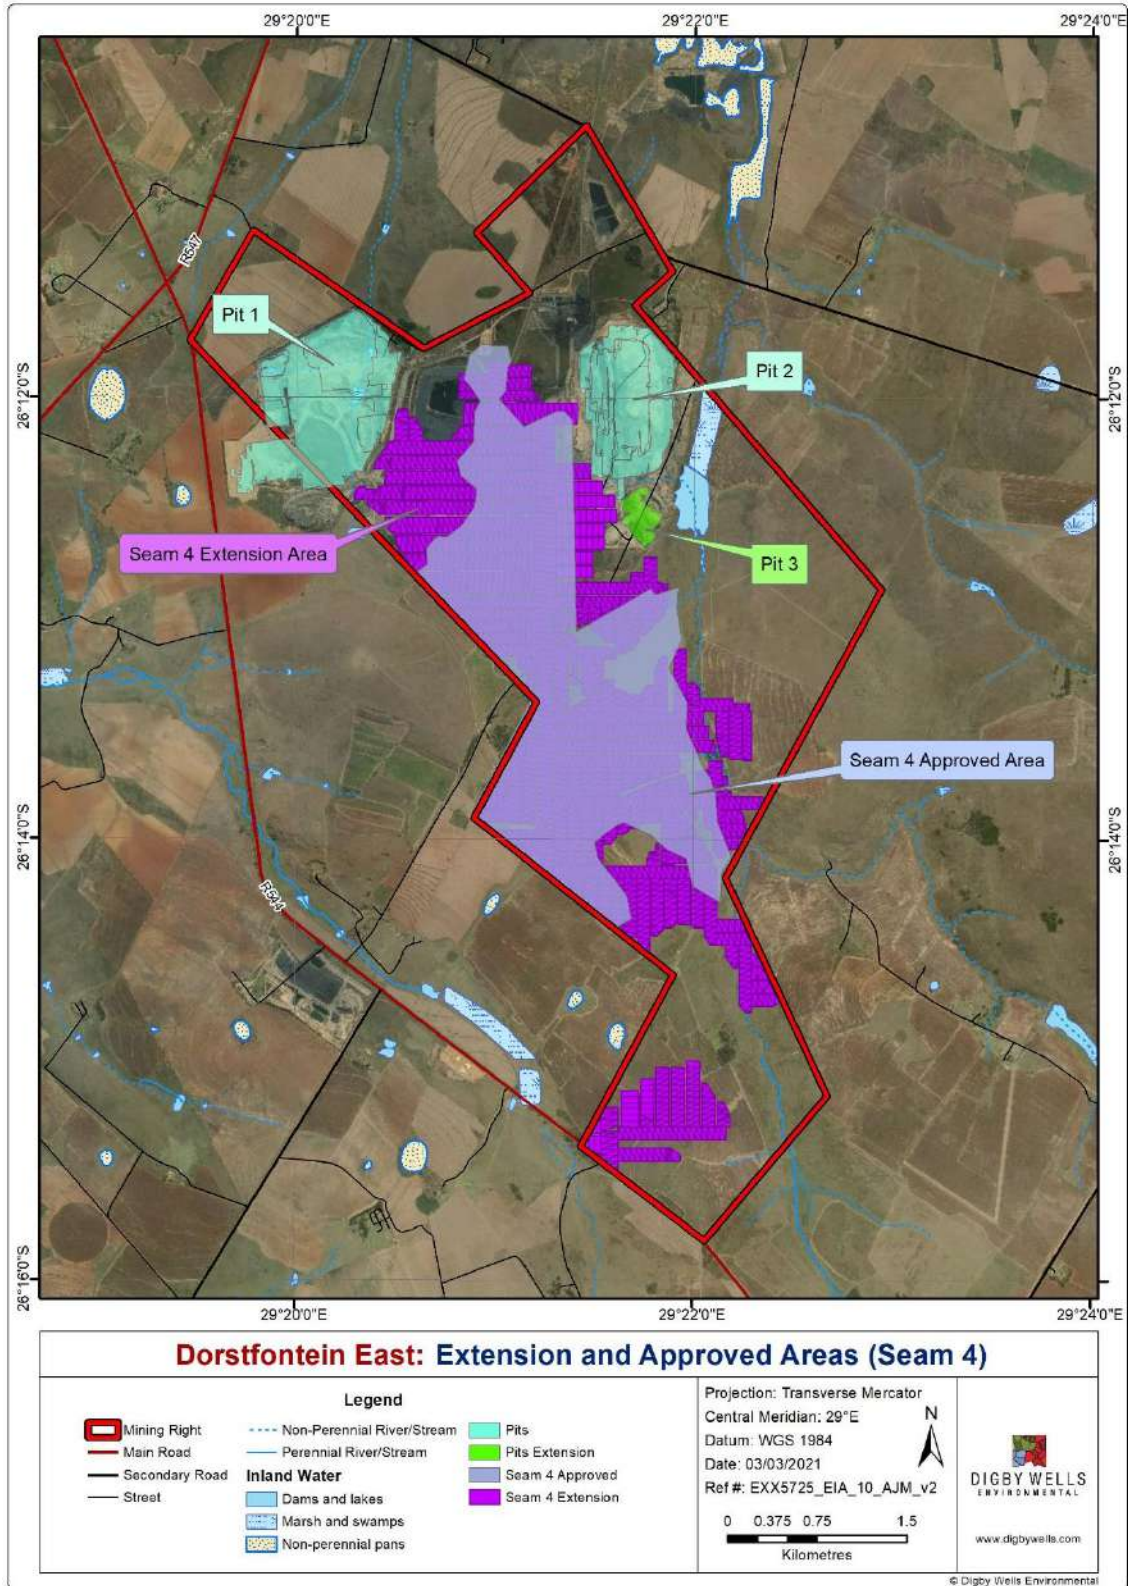 29°20'0"E
29°22'0"E
29°24'0"E
R547
Pit 1
Pit 2
26°12'0"S
26°12'0"S
Seam 4 Extension Area
Pit 3
Seam 4 Approved Area
26°14'0"S
26°14'0"S
R544
26°16'0"S
29°20'0"E
29°22'0"E
29°24'0"E
Dorstfontein East: Extension and Approved Areas (Seam 4)
Legend
Mining Right
Main Road
Secondary Road
Street
Non-Perennial River/Stream
Perennial River/Stream
Inland Water
Dams and lakes
Marsh and swamps
Non-perennial pans
Pits
Pits Extension
Seam 4 Approved
Seam 4 Extension
Projection: Transverse Mercator
Central Meridian: 29°E
Datum: WGS 1984
Date: 03/03/2021
Ref #: EXX5725_EIA_10_AJM_v2
N
0 0.375 0.75 1.5
Kilometres
DIGBY WELLS
ENVIRONMENTAL
www.digbywells.com
© Digby Wells Environmental